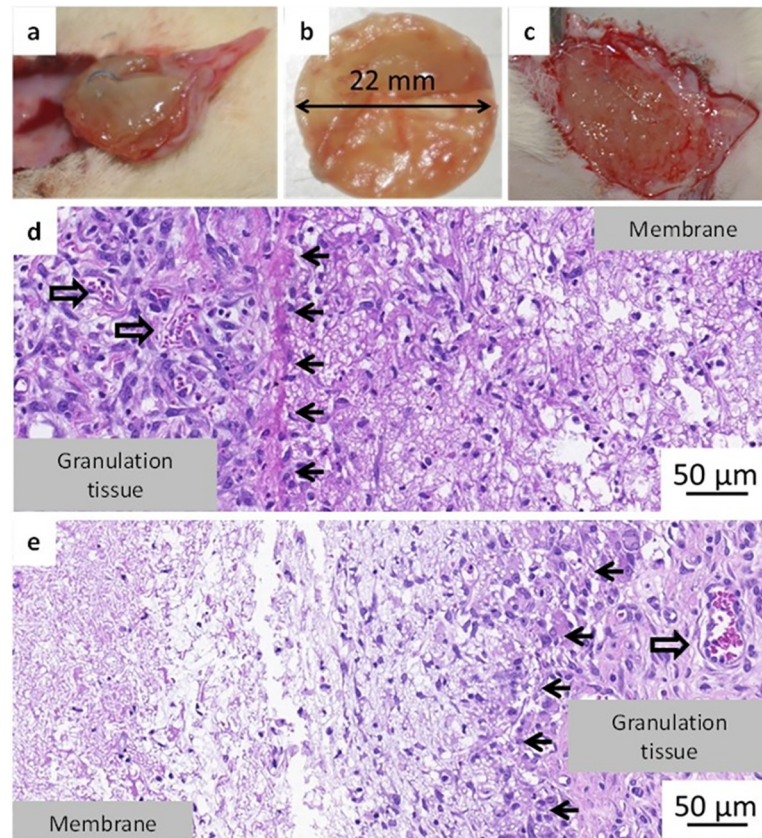 a
b
c
22 mm
d
Membrane
Granulation
tissue
50 µm
e
Granulation
tissue
Membrane
50 µm